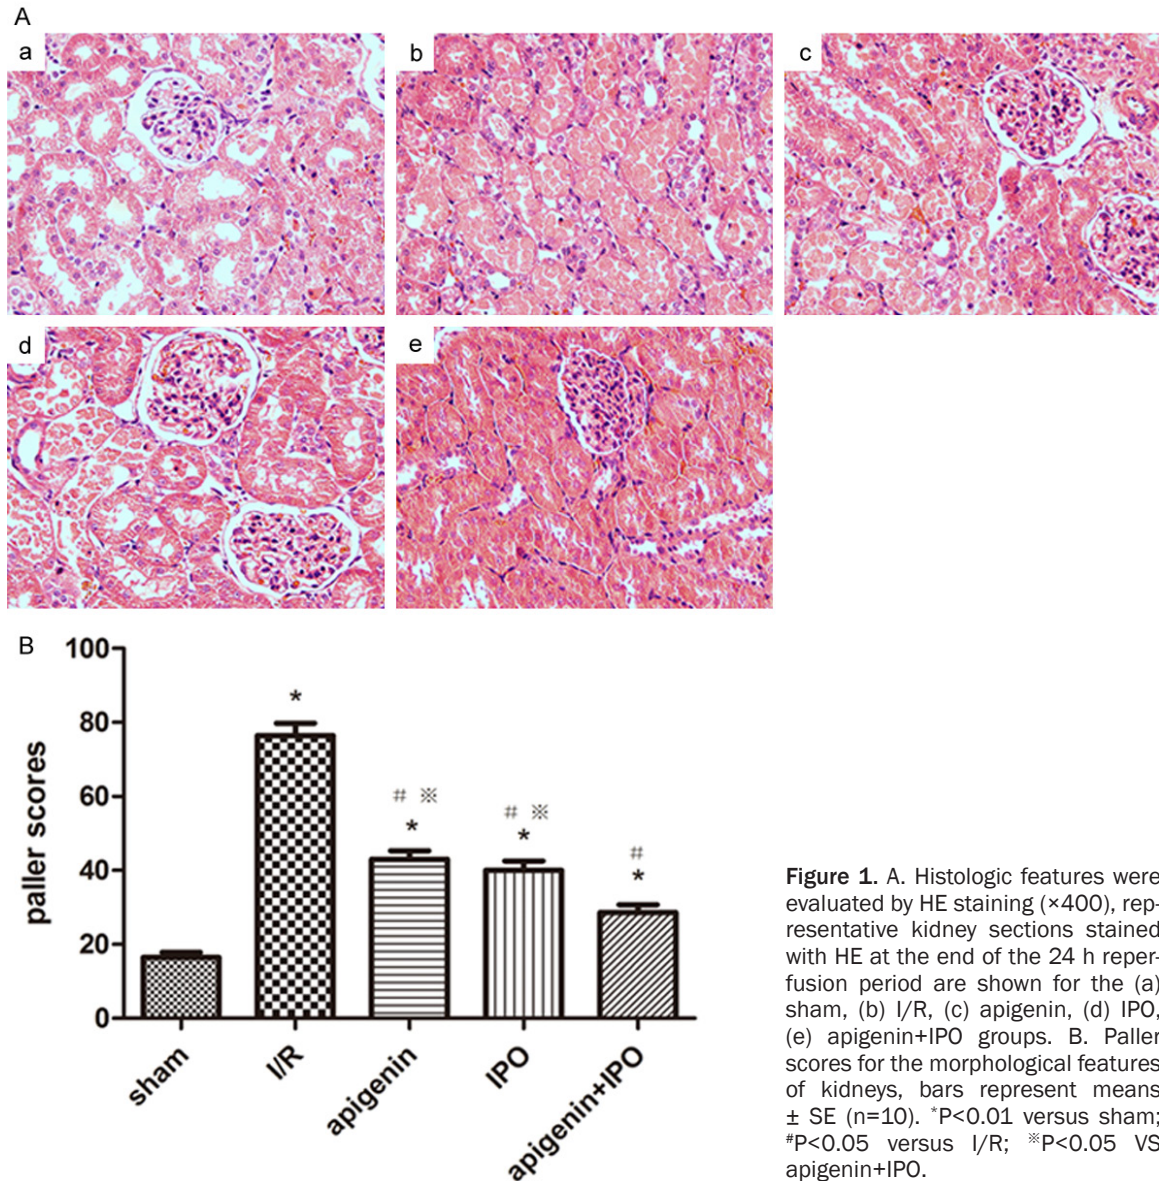 A
a
b
c
d
e
B
paller scores
100
80
60
40
20
0
*
# ※
*
# ※
*
#
*
sham
I/R
apigenin
IPO
apigenin+IPO
Figure 1. A. Histologic features were
evaluated by HE staining (×400), rep-
resentative kidney sections stained
with HE at the end of the 24 h reper-
fusion period are shown for the (a)
sham, (b) I/R, (c) apigenin, (d) IPO,
(e) apigenin+IPO groups. B. Paller
scores for the morphological features
of kidneys, bars represent means
± SE (n=10). *P<0.01 versus sham;
#P<0.05 versus I/R; ※P<0.05 VS
apigenin+IPO.